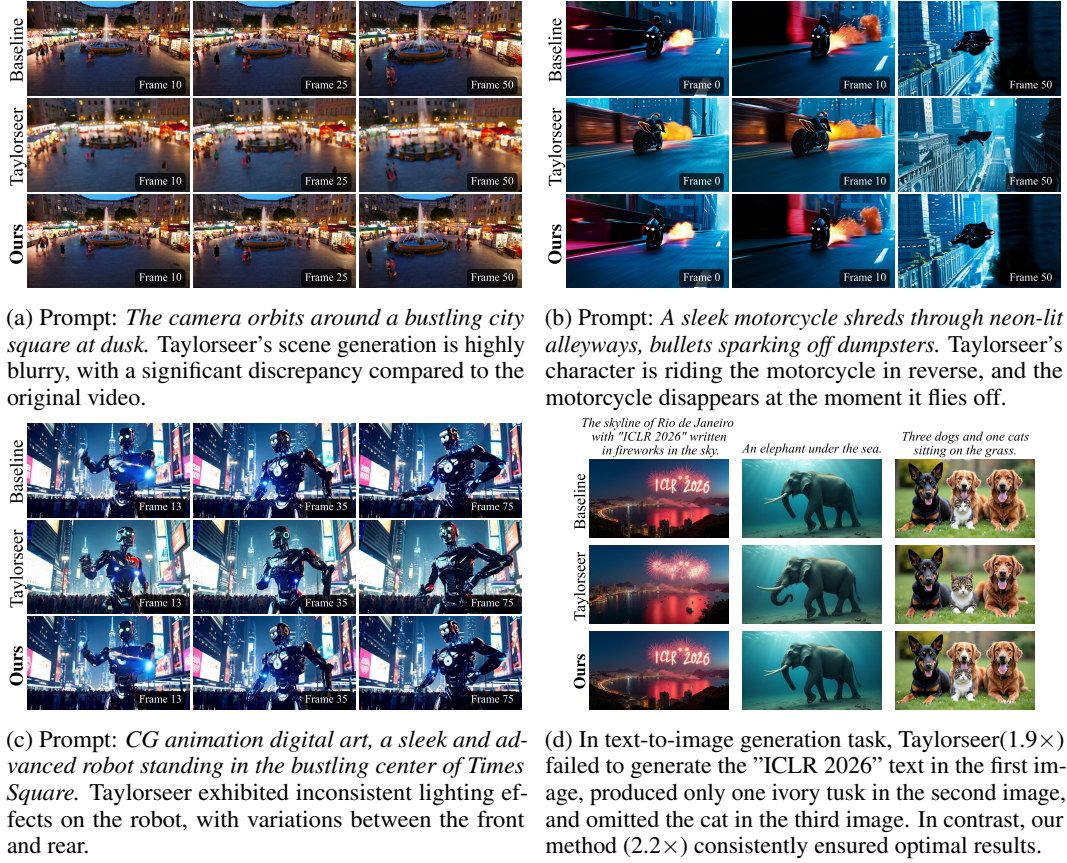 Baseline
Frame 10
Frame 25
Frame 50
Taylorseer
Frame 10
Frame 25
Frame 50
Ours
Frame 10
Frame 25
Frame 50
(a) Prompt: The camera orbits around a bustling city
square at dusk. Taylorseer's scene generation is highly
blurry, with a significant discrepancy compared to the
original video.
Baseline
Frame 0
Frame 10
Frame 50
Taylorseer
Frame 0
Frame 10
Frame 50
Ours
Frame 0
Frame 10
Frame 50
(b) Prompt: A sleek motorcycle shreds through neon-lit
alleyways, bullets sparking off dumpsters. Taylorseer's
character is riding the motorcycle in reverse, and the
motorcycle disappears at the moment it flies off.
Baseline
Frame 13
Frame 35
Frame 75
Taylorseer
Frame 13
Frame 35
Frame 75
Ours
Frame 13
Frame 35
Frame 75
(c) Prompt: CG animation digital art, a sleek and ad-
vanced robot standing in the bustling center of Times
Square. Taylorseer exhibited inconsistent lighting ef-
fects on the robot, with variations between the front
and rear.
The skyline of Rio de Janeiro
with "ICLR 2026" written
in fireworks in the sky.
An elephant under the sea.
Three dogs and one cats
sitting on the grass.
Baseline
ICLR 2026
Taylorseer
Ours
ICLR 2026
(d) In text-to-image generation task, Taylorseer(1.9×)
failed to generate the ”ICLR 2026” text in the first im-
age, produced only one ivory tusk in the second image,
and omitted the cat in the third image. In contrast, our
method (2.2×) consistently ensured optimal results.